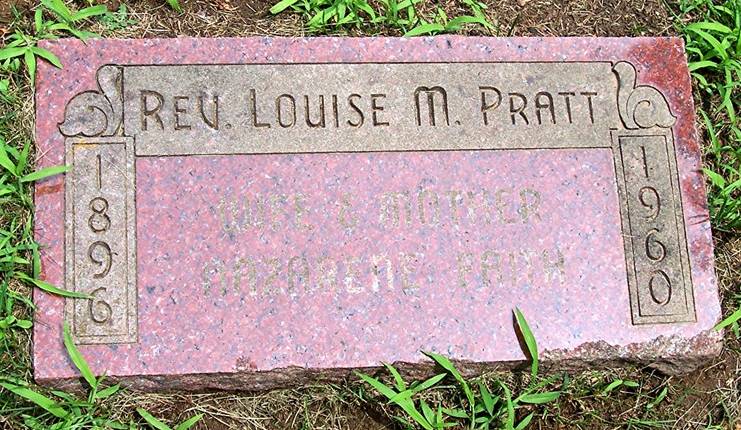 REV. LOUISE M. PRATT
1896
WIFE & MOTHER
NAZARENE FAITH
1960